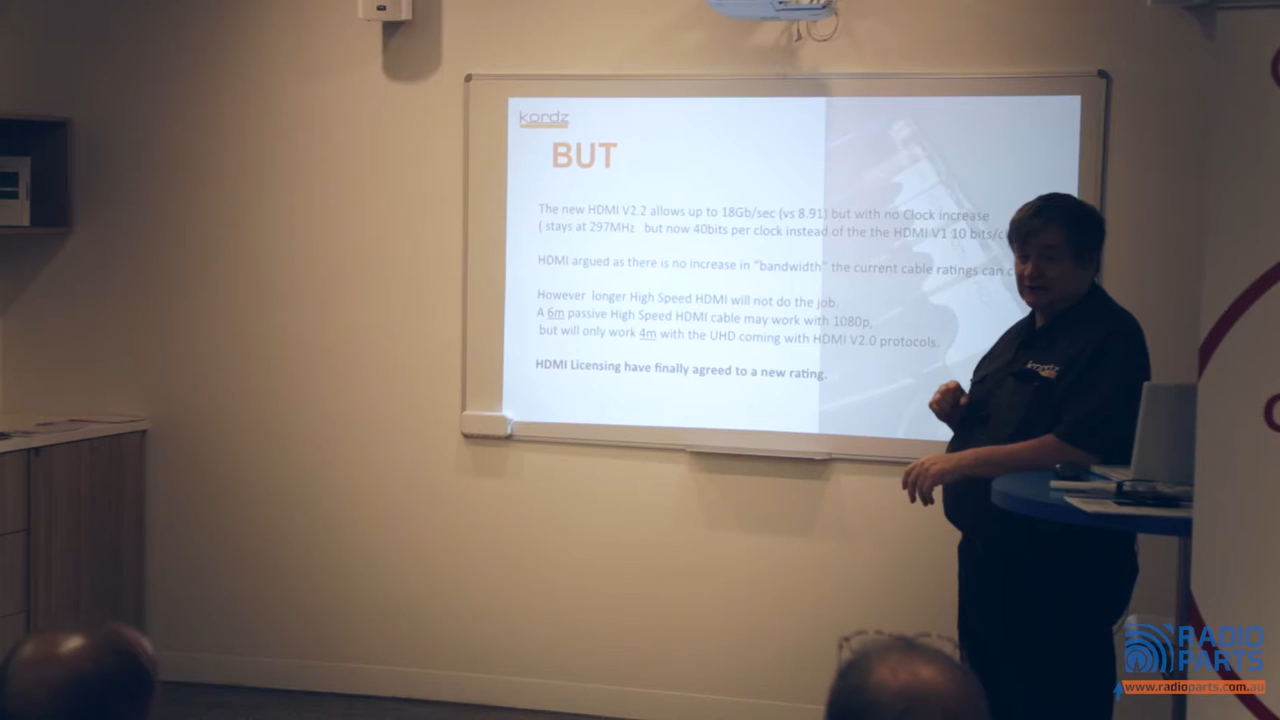 kordz
BUT
The new HDMI V2.2 allows up to 18Gb/sec (vs 8.91) but with no Clock increase
( stays at 297MHz but now 40bits per clock instead of the the HDMI V1 10 bits/c
HDMI argued as there is no increase in "bandwidth" the current cable ratings can c
However longer High Speed HDMI will not do the job.
A 6m passive High Speed HDMI cable may work with 1080p,
but will only work 4m with the UHD coming with HDMI V2.0 protocols.
HDMI Licensing have finally agreed to a new rating.
kordz
RADIO
PARTS
www.radioparts.com.au